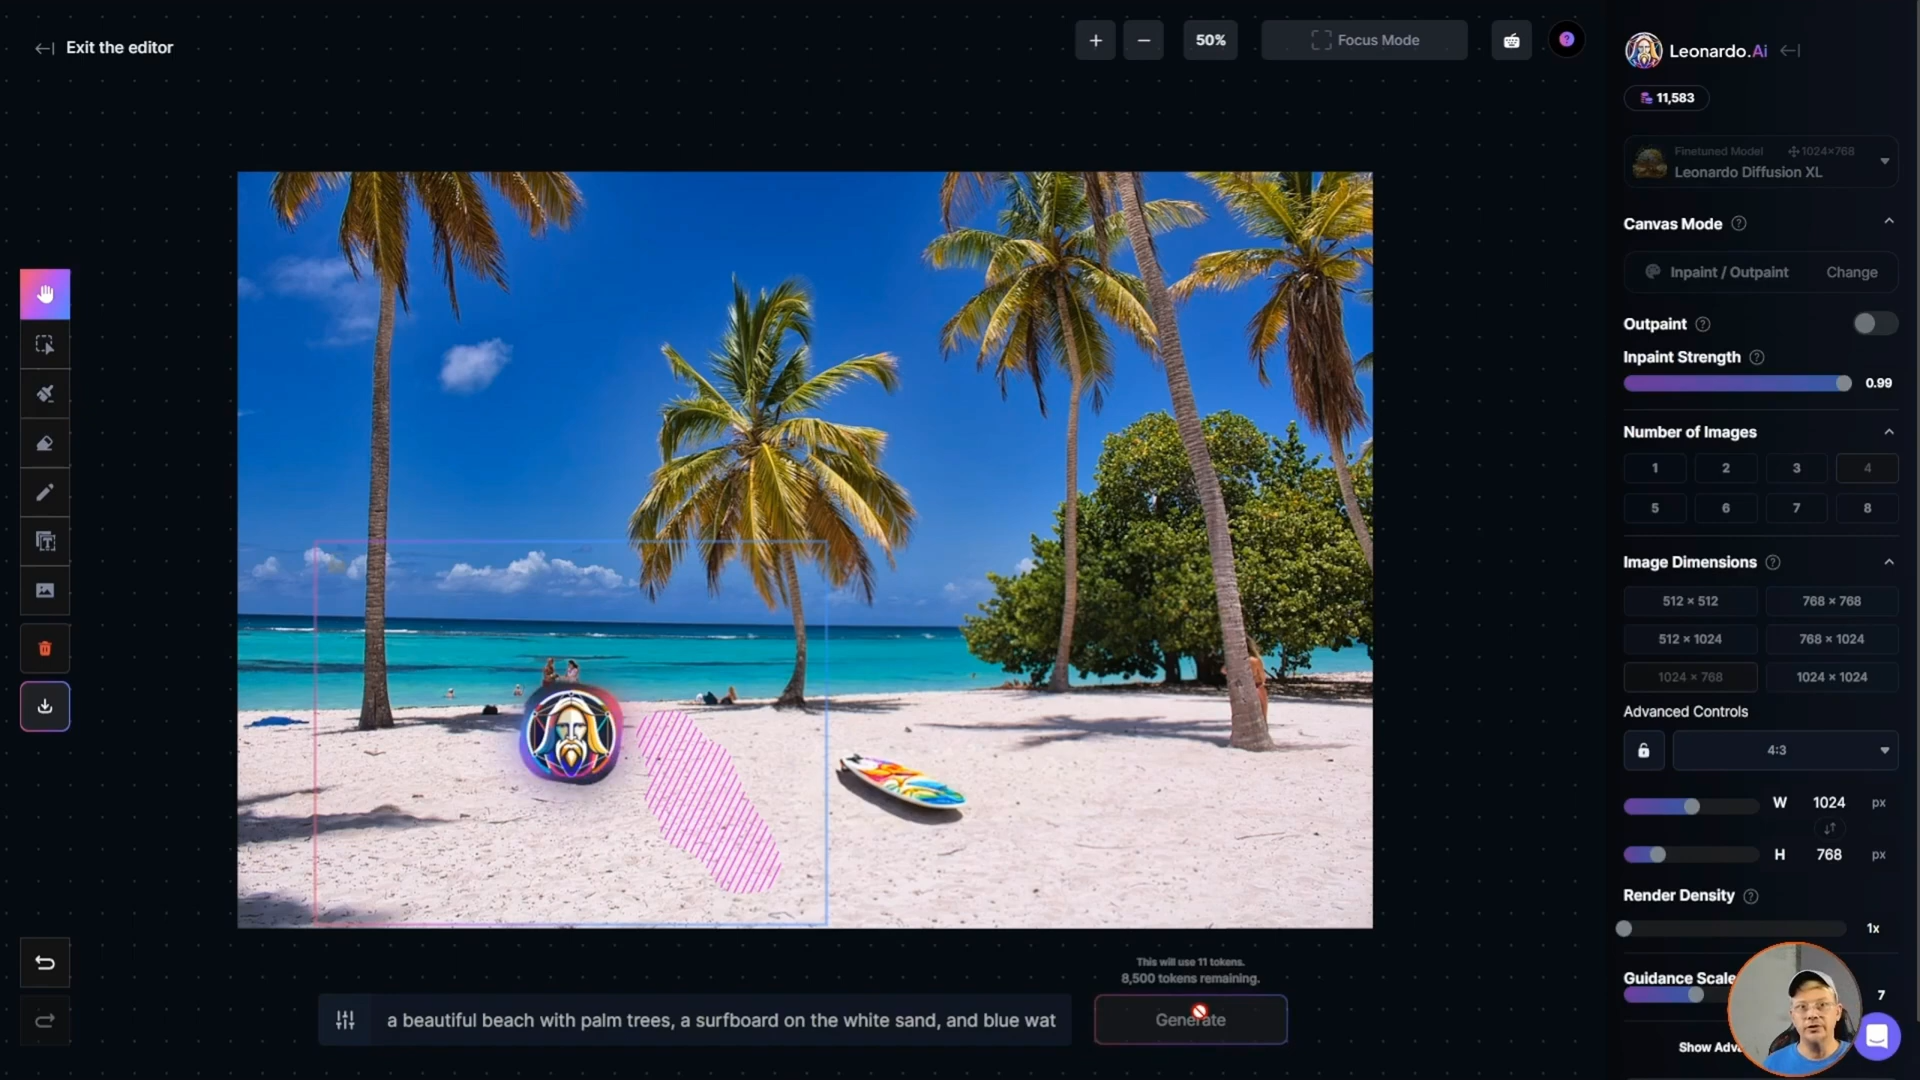 Exit the editor
50%
Focus Mode
?
Leonardo.Ai
11,583
Finetuned Model
1024×768
Leonardo Diffusion XL
Canvas Mode ?
Inpaint / Outpaint
Change
Outpaint ?
Inpaint Strength ?
0.99
Number of Images
1 2 3 4
5 6 7 8
Image Dimensions ?
512 × 512 768 × 768
512 × 1024 768 × 1024
1024 × 768 1024 × 1024
Advanced Controls
4:3
W 1024 px
H 768 px
Render Density ?
1x
Guidance Scale
7
Show Adva
This will use 11 tokens.
8,500 tokens remaining.
a beautiful beach with palm trees, a surfboard on the white sand, and blue wat
Generate